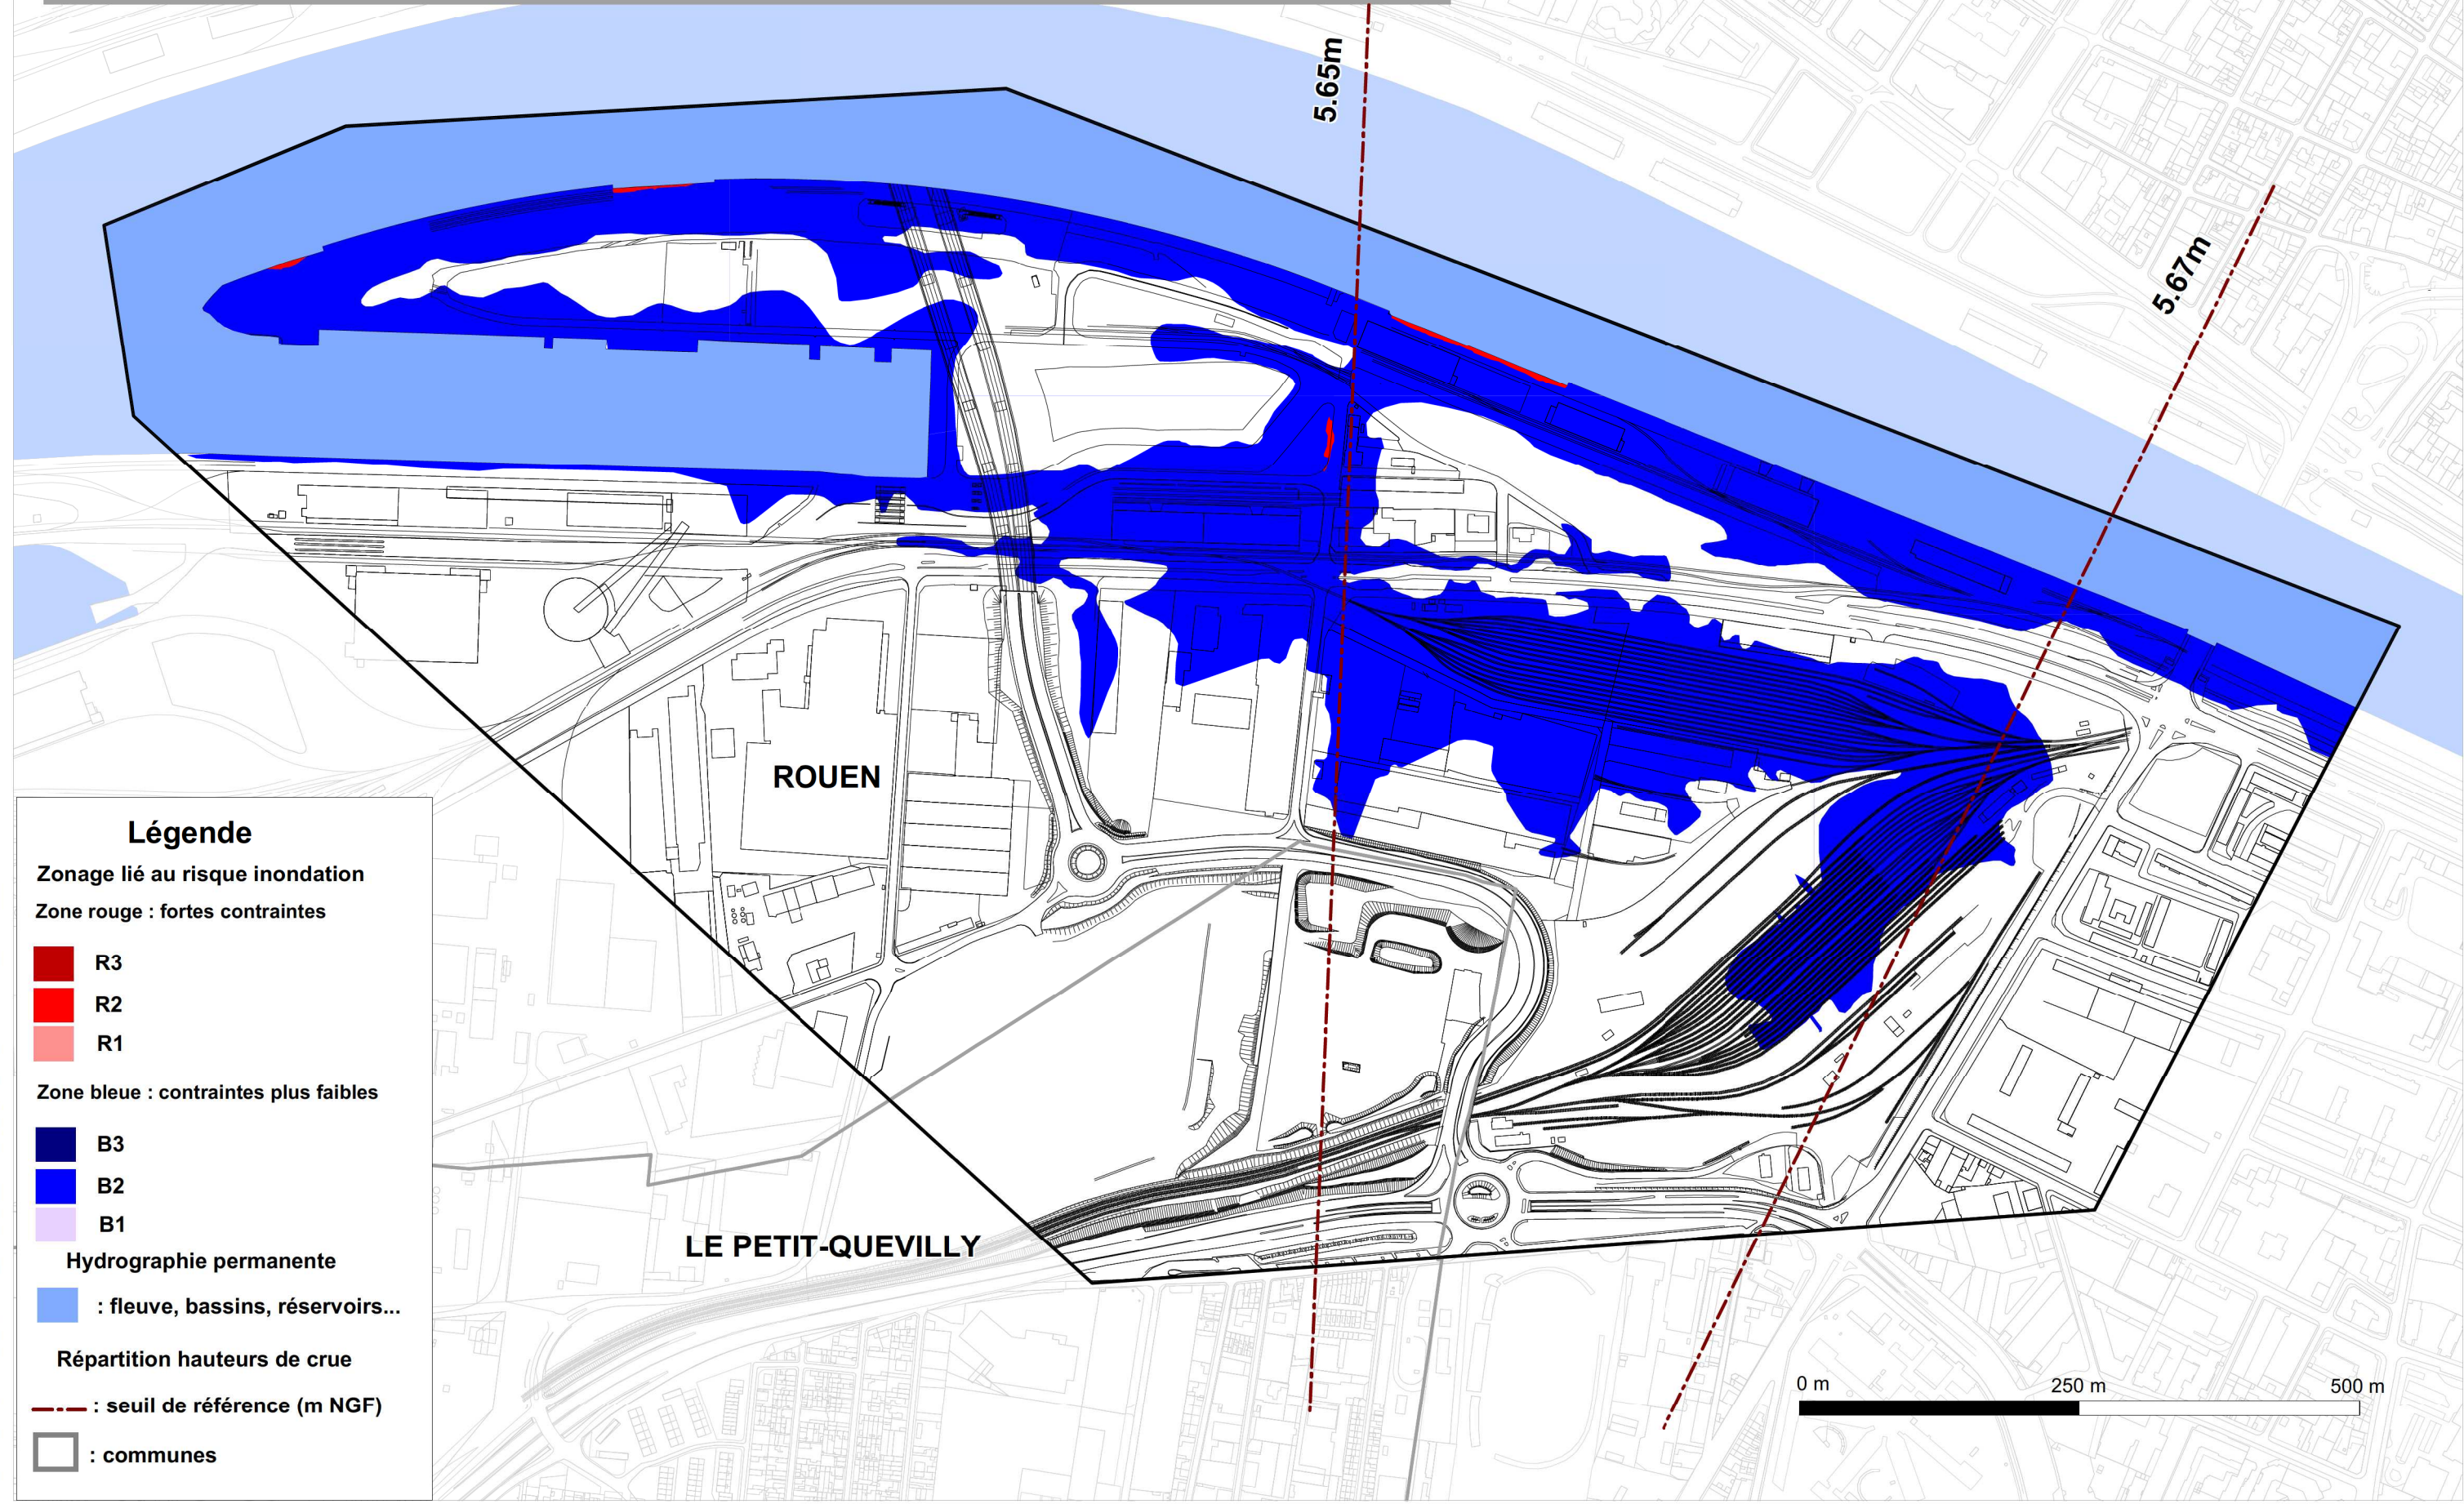 5.65m
5.67m
ROUEN
LE PETIT-QUEVILLY
Légende
Zonage lié au risque inondation
Zone rouge : fortes contraintes
R3
R2
R1
Zone bleue : contraintes plus faibles
B3
B2
B1
Hydrographie permanente
: fleuve, bassins, réservoirs...
Répartition hauteurs de crue
: seuil de référence (m NGF)
: communes
0 m 250 m 500 m